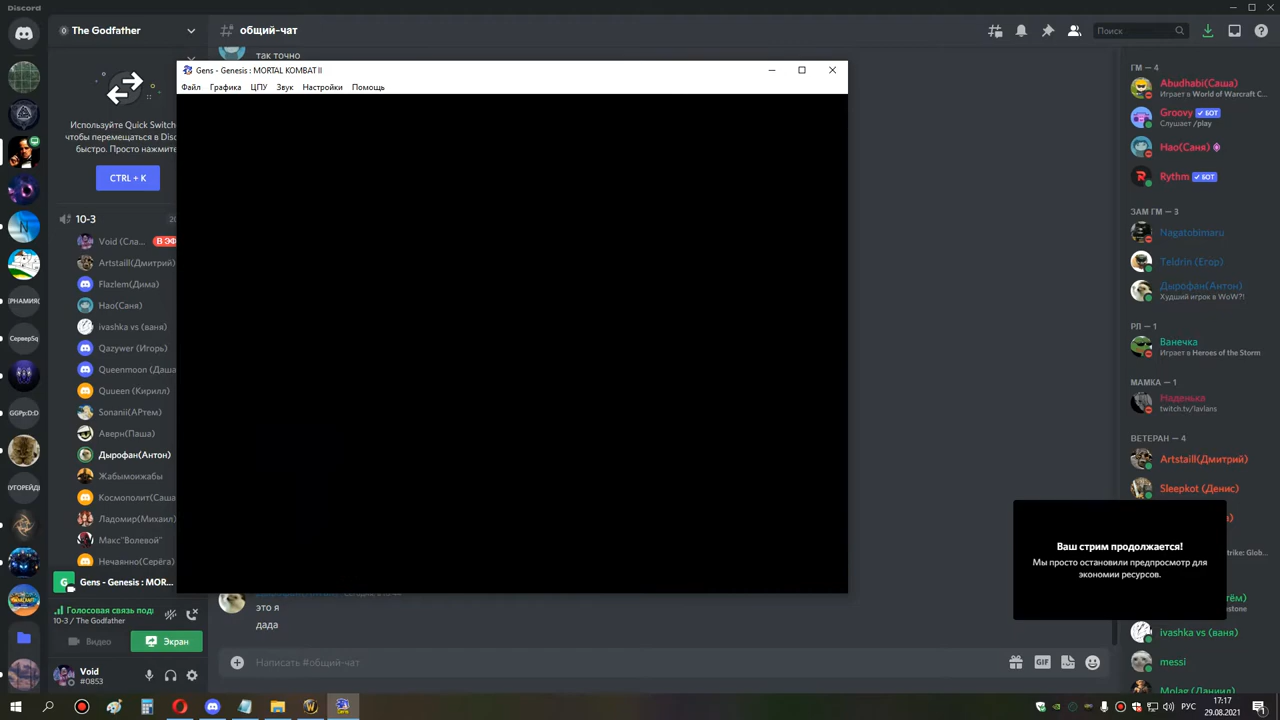 Discord
The Godfather
общий-чат
Поиск
так точно
Gens - Genesis : MORTAL KOMBAT II
Файл Графика ЦПУ Звук Настройки Помощь
Используйте Quick Switch
чтобы перемещаться в Disc
быстро. Просто нажмите
CTRL + K
10-3
Void (Сла...
В ЭФ
Artstaill(Дмитрий)
Flazlem(Дима)
Hao(Саня)
ivashka vs (ваня)
Qazywer (Игорь)
Queenmoon (Даша
Quueen (Кирилл)
Sonanii(АРтем)
Аверн(Паша)
Дырофан(Антон)
Жабымоижабы
Космополит(Саша
Ладомир(Михаил)
Макс"Волевой"
Нечаянно(Серёга)
Gens - Genesis : MOR...
Голосовая связь подк
10-3 / The Godfather
Видео
Экран
Void
#0853
GGPp:D:D
это я
дада
Написать #общий-чат
GIF
ГМ — 4
Abudhabi(Саша)
Играет в World of Warcraft C...
Groovy БОТ
Слушает /play
Hao(Саня)
Rythm БОТ
ЗАМ ГМ — 3
Nagatobimaru
Teldrin (Егор)
Дырофан(Антон)
Худший игрок в WoW?!
РЛ — 1
Ванечка
Играет в Heroes of the Storm
МАМКА — 1
Наденька
twitch.tv/lavlans
ВЕТЕРАН — 4
Artstaill(Дмитрий)
Sleepkot (Денис)
Ваш стрим продолжается!
Мы просто остановили предпросмотр для
экономии ресурсов.
ivashka vs (ваня)
messi
Molag (Даниил)
РУС
17:17
29.08.2021